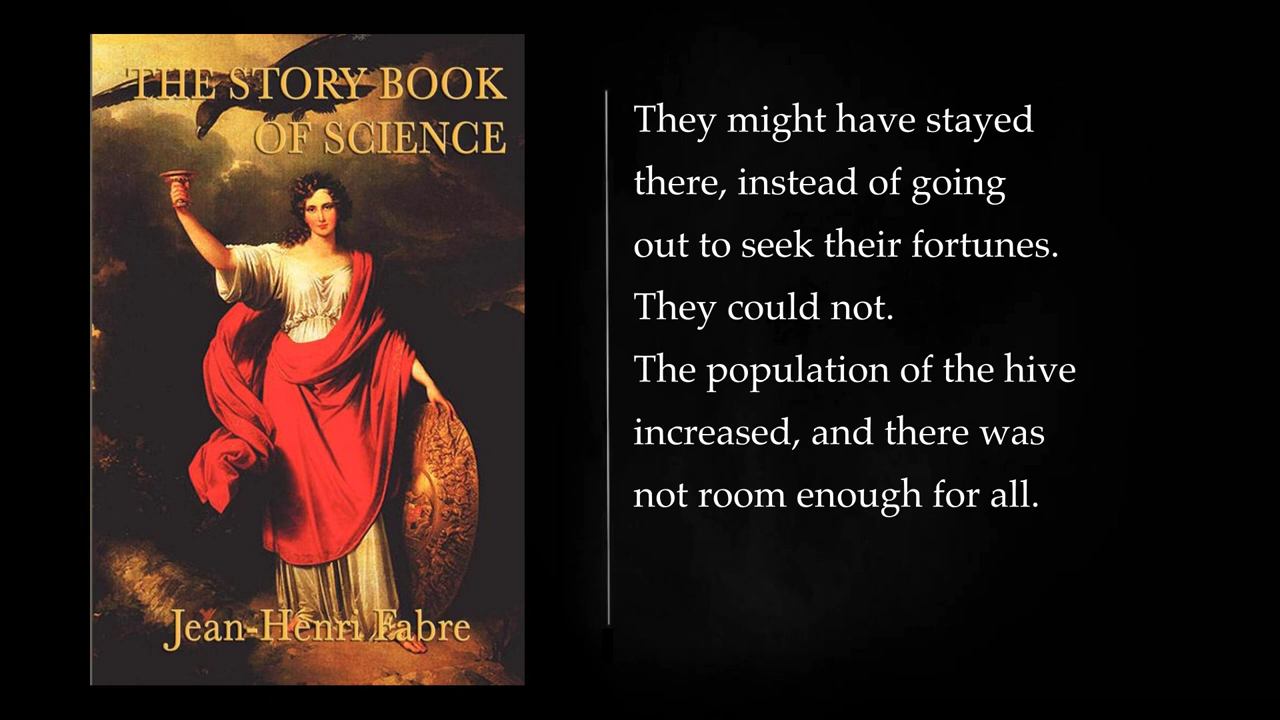 THE STORY BOOK
OF SCIENCE
Jean-Henri Fabre
They might have stayed
there, instead of going
out to seek their fortunes.
They could not.
The population of the hive
increased, and there was
not room enough for all.